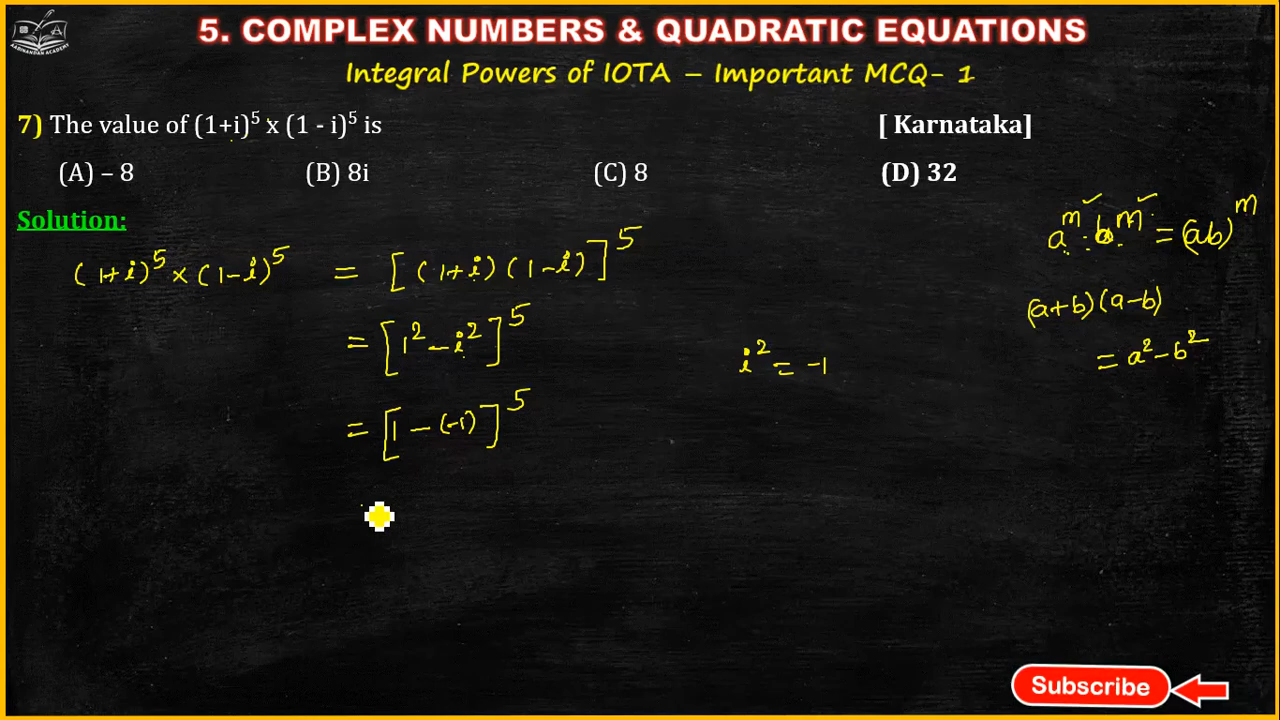 AADINANDAN ACADEMY
5. COMPLEX NUMBERS & QUADRATIC EQUATIONS
Integral Powers of IOTA – Important MCQ- 1
7) The value of (1+i)⁵ x (1 - i)⁵ is [ Karnataka]
(A) – 8 (B) 8i (C) 8 (D) 32
Solution:
aᵐ · bᵐ = (ab)ᵐ
(1+i)⁵ × (1-i)⁵ = [(1+i)(1-i)]⁵
(a+b)(a-b)
= a² - b²
= [1² - i²]⁵
i² = -1
= [1 - (-1)]⁵
Subscribe